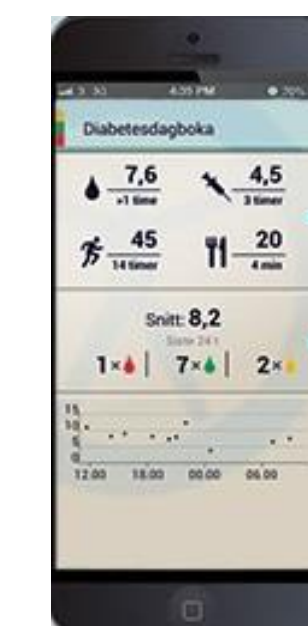 3G 4:35 PM 20%
Diabetesdagboka
7,6 4,5
>1 time 3 timer
45 20
14 timer 4 min
Snitt: 8,2
Siste 24 t
1× 7× 2×
15
10
5
0
12.00 18.00 00.00 06.00